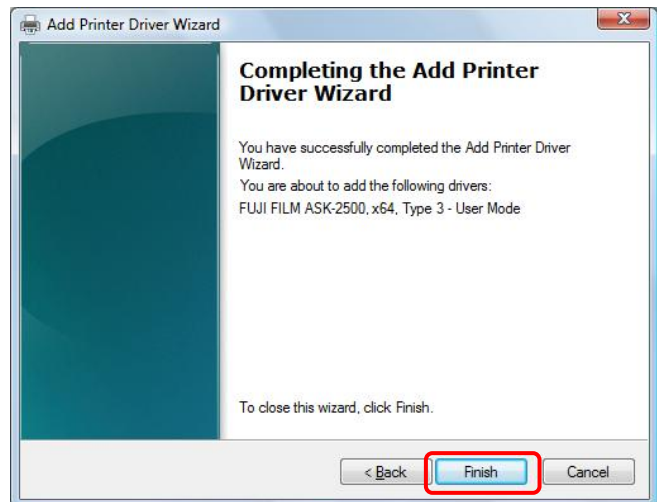 Add Printer Driver Wizard
Completing the Add Printer
Driver Wizard
You have successfully completed the Add Printer Driver
Wizard.
You are about to add the following drivers:
FUJI FILM ASK-2500, x64, Type 3 - User Mode
To close this wizard, click Finish.
< Back Finish Cancel